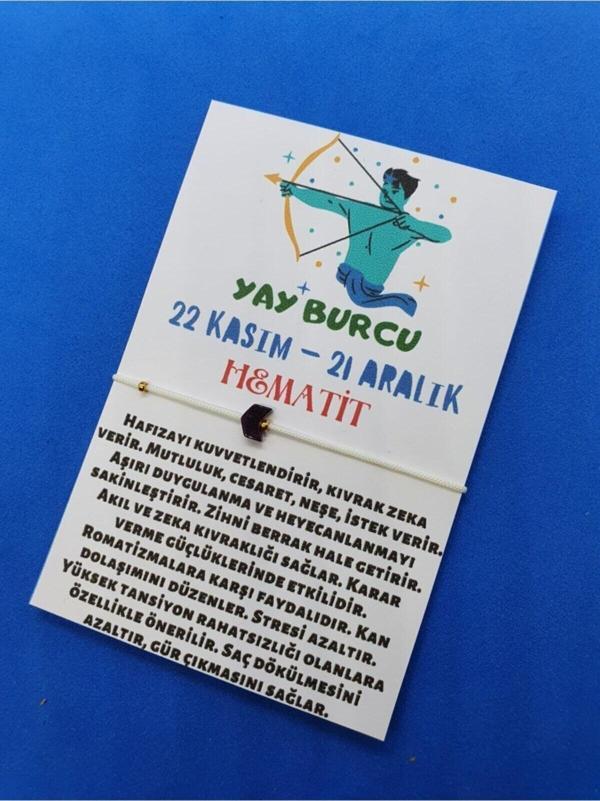 YAY BURCU
22 KASIM – 21 ARALIK
HEMATİT
HAFIZAYI KUVVETLENDİRİR, KIVRAK ZEKA
VERİR. MUTLULUK, CESARET, NEŞE, İSTEK VERİR.
AŞIRI DUYGULANMA VE HEYECANLANMAYI
SAKİNLEŞTİRİR. ZİHNİ BERRAK HALE GETİRİR.
AKIL VE ZEKA KIVRAKLIĞI SAĞLAR. KARAR
VERME GÜÇLÜKLERİNDE ETKİLİDİR.
ROMATİZMALARA KARŞI FAYDALIDIR. KAN
DOLAŞIMINI DÜZENLER. STRESİ AZALTIR.
YÜKSEK TANSİYON RAHATSIZLIĞI OLANLARA
ÖZELLİKLE ÖNERİLİR. SAÇ DÖKÜLMESİNİ
AZALTIR, GÜR ÇIKMASINI SAĞLAR.